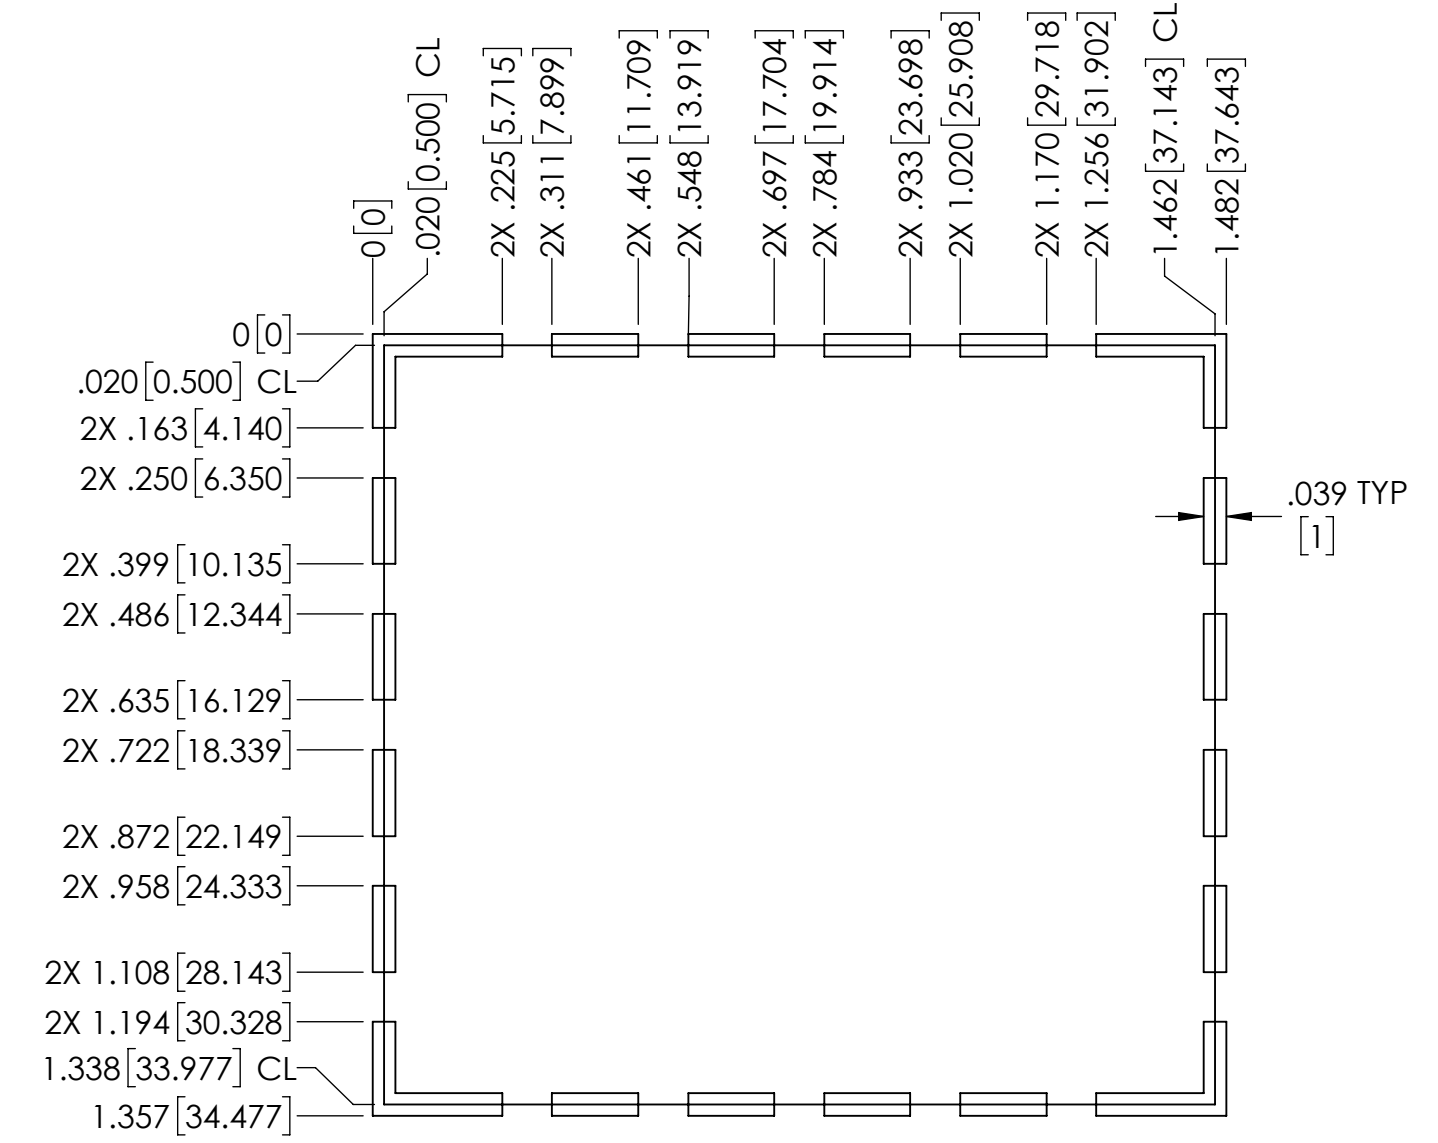 0[0]
.020[0.500] CL
2X .225[5.715]
2X .311[7.899]
2X .461[11.709]
2X .548[13.919]
2X .697[17.704]
2X .784[19.914]
2X .933[23.698]
2X 1.020[25.908]
2X 1.170[29.718]
2X 1.256[31.902]
1.462[37.143] CL
1.482[37.643]
0[0]
.020[0.500] CL
2X .163[4.140]
2X .250[6.350]
.039 TYP
[1]
2X .399[10.135]
2X .486[12.344]
2X .635[16.129]
2X .722[18.339]
2X .872[22.149]
2X .958[24.333]
2X 1.108[28.143]
2X 1.194[30.328]
1.338[33.977] CL
1.357[34.477]